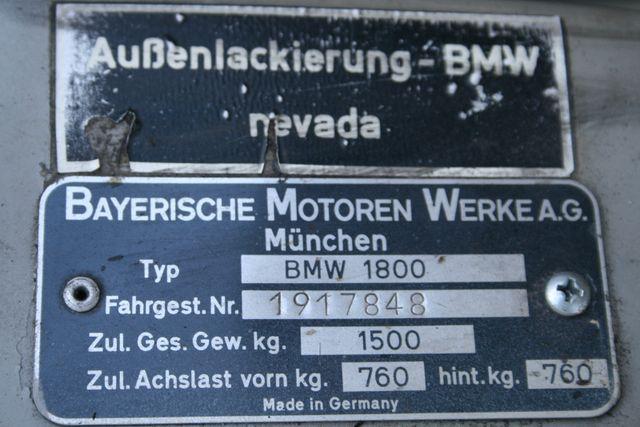 Außenlackierung - BMW
nevada
BAYERISCHE MOTOREN WERKE A.G.
München
Typ BMW 1800
Fahrgest. Nr. 1917848
Zul. Ges. Gew. kg. 1500
Zul. Achslast vorn kg. 760 hint. kg. 760
Made in Germany